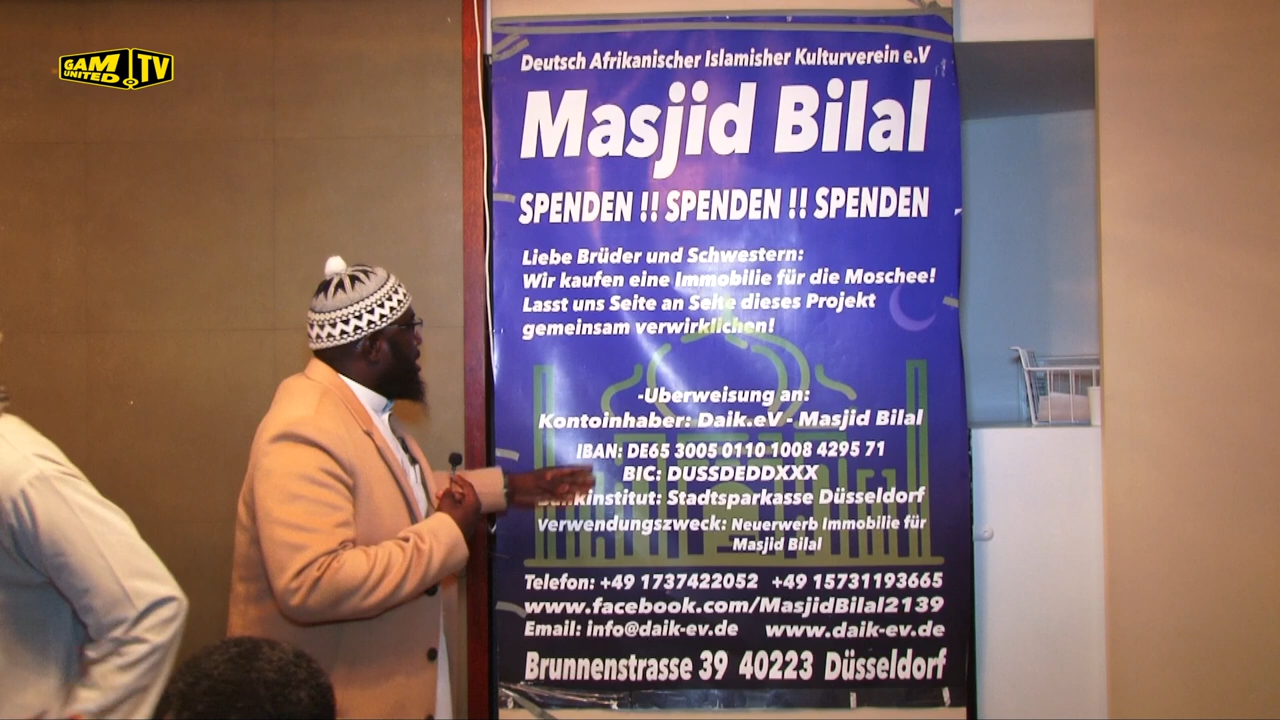 GAM UNITED TV
Deutsch Afrikanischer Islamisher Kulturverein e.V
Masjid Bilal
SPENDEN !! SPENDEN !! SPENDEN
Liebe Brüder und Schwestern:
Wir kaufen eine Immobilie für die Moschee!
Lasst uns Seite an Seite dieses Projekt
gemeinsam verwirklichen!
-Uberweisung an:
Kontoinhaber: Daik.eV - Masjid Bilal
IBAN: DE65 3005 0110 1008 4295 71
BIC: DUSSDEDDXXX
Bankinstitut: Stadtsparkasse Düsseldorf
Verwendungszweck: Neuerwerb Immobilie für
Masjid Bilal
Telefon: +49 1737422052 +49 15731193665
www.facebook.com/MasjidBilal2139
Email: info@daik-ev.de www.daik-ev.de
Brunnenstrasse 39 40223 Düsseldorf